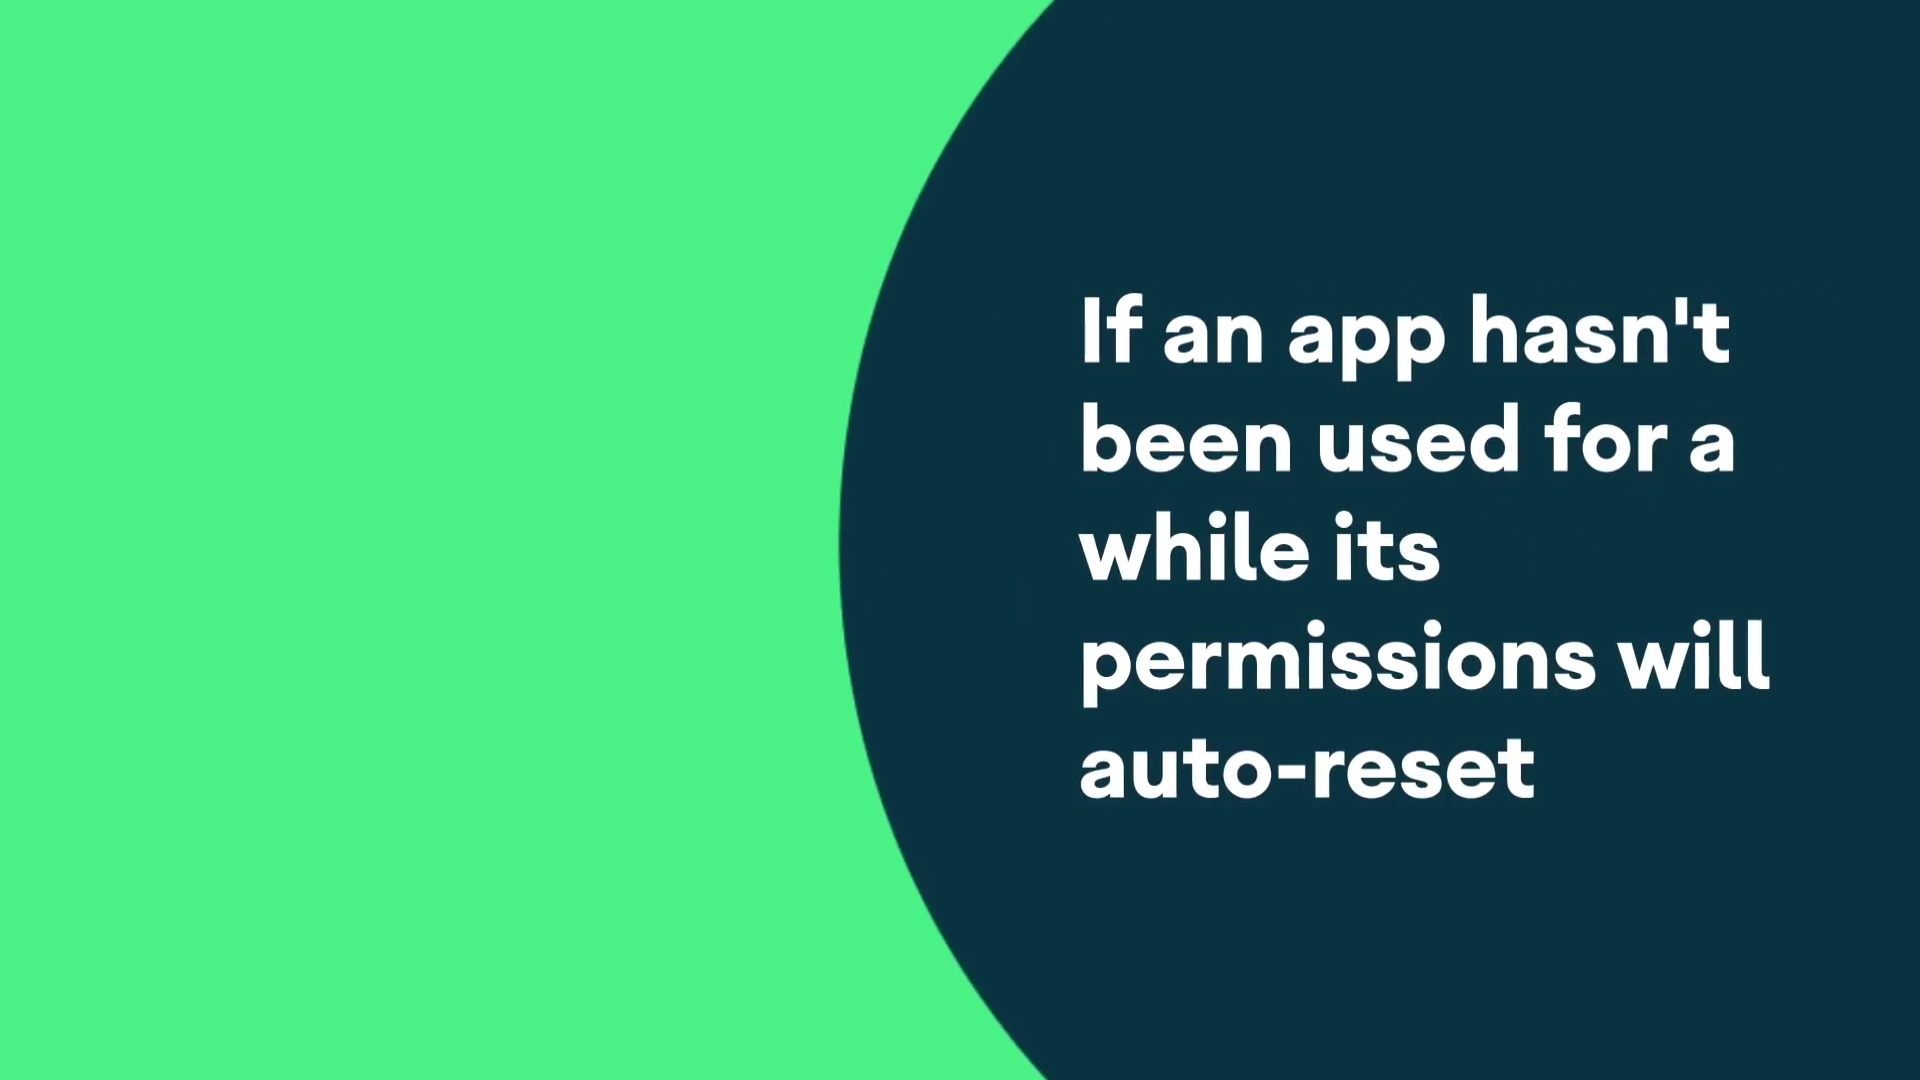 If an app hasn't
been used for a
while its
permissions will
auto-reset